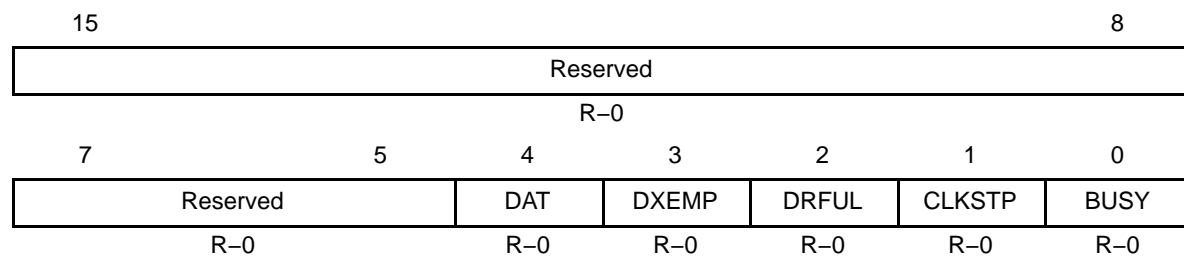 15 8
Reserved
R−0
7 5 4 3 2 1 0
Reserved DAT DXEMP DRFUL CLKSTP BUSY
R−0 R−0 R−0 R−0 R−0 R−0